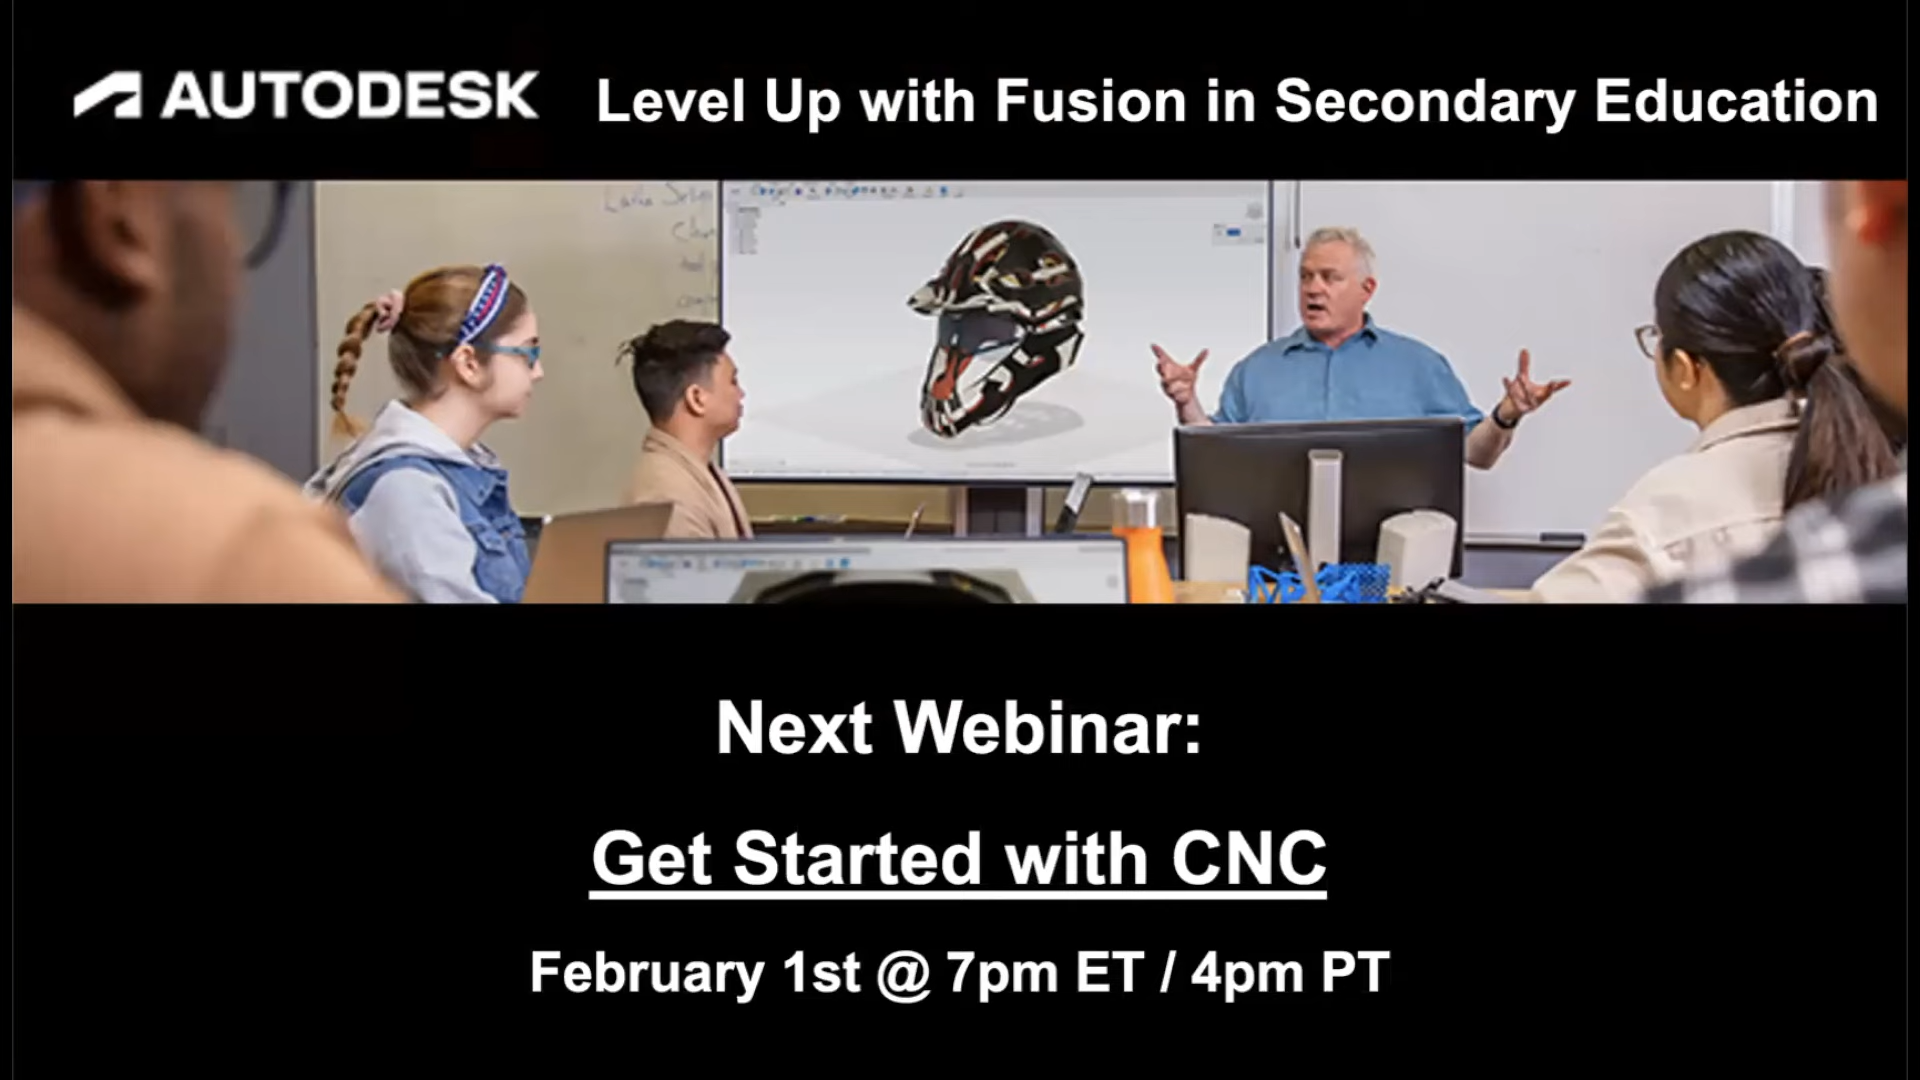 AUTODESK
Level Up with Fusion in Secondary Education
Next Webinar:
Get Started with CNC
February 1st @ 7pm ET / 4pm PT